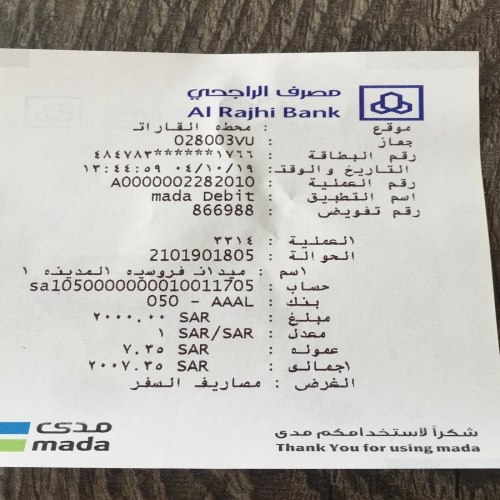 مصرف الراجحي
Al Rajhi Bank
موقع : محطه القارات
جهاز : 028003VU
رقم البطاقة : ٤٨٤٧٨٣******١٧٦٦
التاريخ والوقت: ٠٤/١٠/١٩ ١٣:٤٤:٥٩
رقم العملية : A0000002282010
اسم التطبيق : mada Debit
رقم تفويض : 866988
العملية : ٣٣١٤
الحوالة : 2101901805
اسم : ميدان فروسيه المدينه ١
حساب : sa1050000000010011705
بنك : 050 - AAAL
مبلغ : ٢٠٠٠.٠٠ SAR
معدل : ١ SAR/SAR
عموله : ٧.٣٥ SAR
اجمالى : ٢٠٠٧.٣٥ SAR
الغرض : مصاريف السفر
مدى
mada
شكراً لاستخدامكم مدى
Thank You for using mada